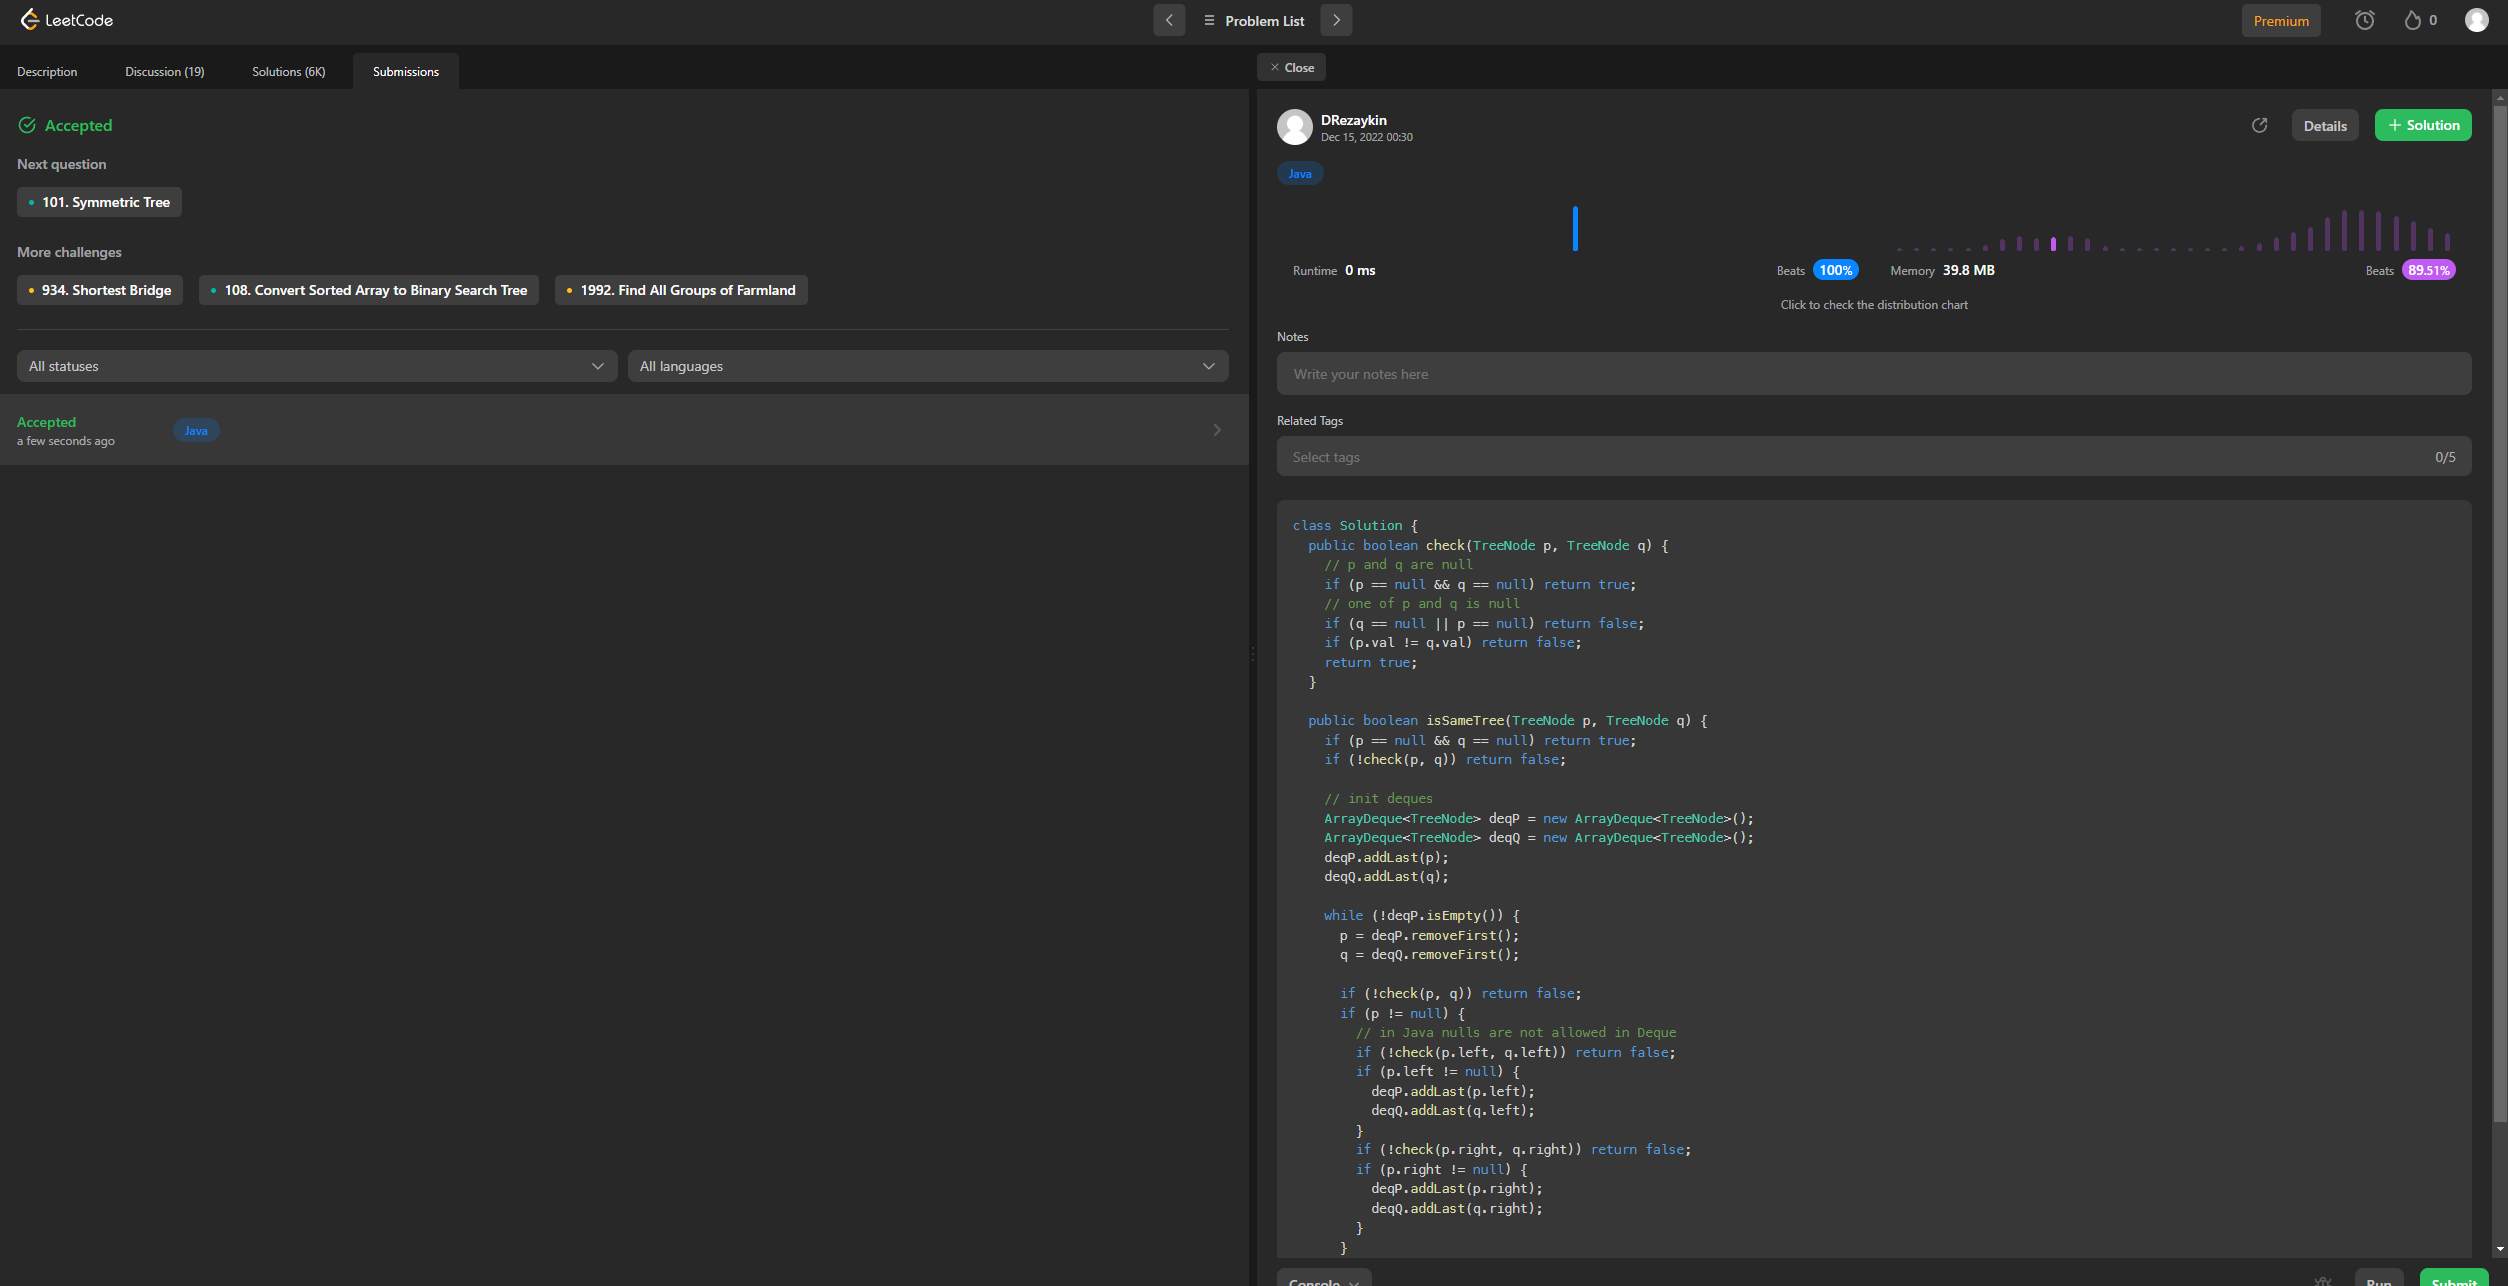 LeetCode
Problem List
Premium
0
Description
Discussion (19)
Solutions (6K)
Submissions
Accepted
Next question
101. Symmetric Tree
More challenges
934. Shortest Bridge
108. Convert Sorted Array to Binary Search Tree
1992. Find All Groups of Farmland
All statuses
All languages
Accepted
a few seconds ago
Java
Close
DRezaykin
Dec 15, 2022 00:30
Details
+ Solution
Java
Runtime 0 ms
Beats 100%
Memory 39.8 MB
Beats 89.51%
Click to check the distribution chart
Notes
Write your notes here
Related Tags
Select tags
0/5
class Solution {
  public boolean check(TreeNode p, TreeNode q) {
    // p and q are null
    if (p == null && q == null) return true;
    // one of p and q is null
    if (q == null || p == null) return false;
    if (p.val != q.val) return false;
    return true;
  }
  public boolean isSameTree(TreeNode p, TreeNode q) {
    if (p == null && q == null) return true;
    if (!check(p, q)) return false;
    // init deques
    ArrayDeque<TreeNode> deqP = new ArrayDeque<TreeNode>();
    ArrayDeque<TreeNode> deqQ = new ArrayDeque<TreeNode>();
    deqP.addLast(p);
    deqQ.addLast(q);
    while (!deqP.isEmpty()) {
      p = deqP.removeFirst();
      q = deqQ.removeFirst();
      if (!check(p, q)) return false;
      if (p != null) {
        // in Java nulls are not allowed in Deque
        if (!check(p.left, q.left)) return false;
        if (p.left != null) {
          deqP.addLast(p.left);
          deqQ.addLast(q.left);
        }
        if (!check(p.right, q.right)) return false;
        if (p.right != null) {
          deqP.addLast(p.right);
          deqQ.addLast(q.right);
        }
      }
Console
Run
Submit